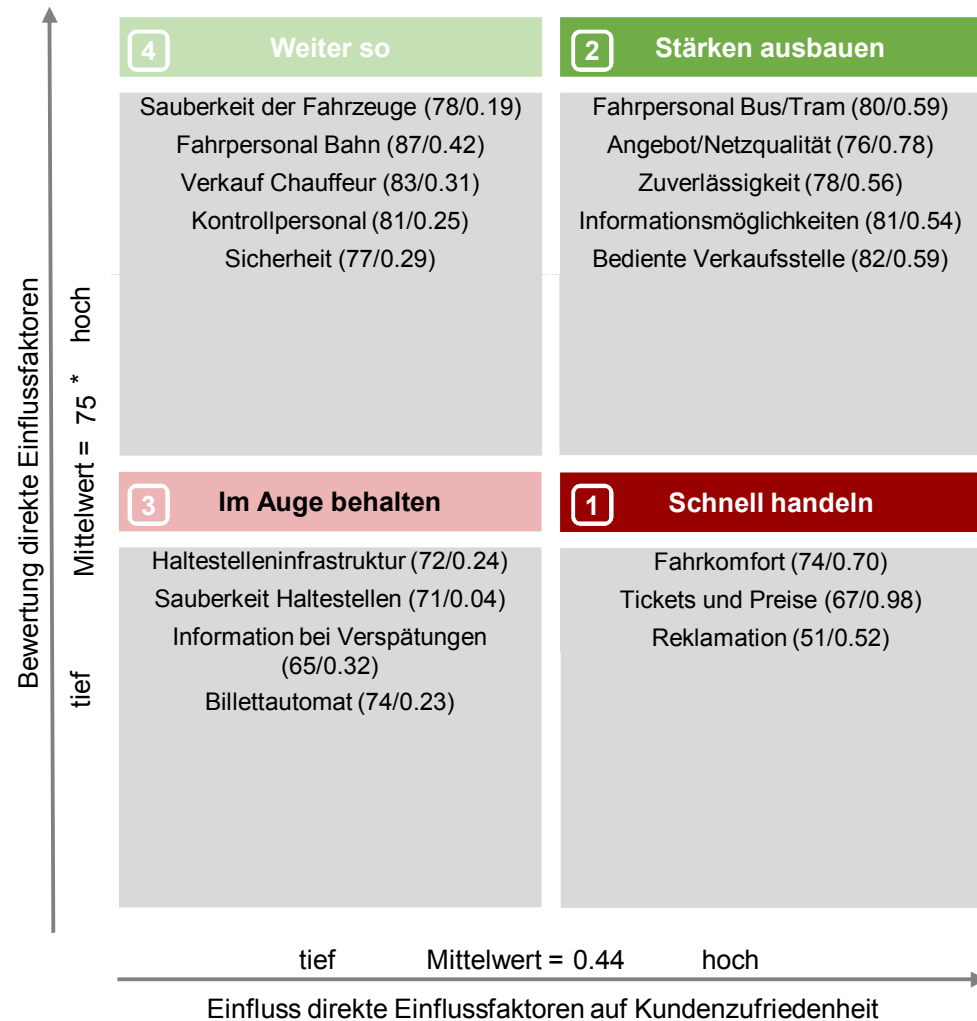 4
Weiter so
Sauberkeit der Fahrzeuge (78/0.19)
Fahrpersonal Bahn (87/0.42)
Verkauf Chauffeur (83/0.31)
Kontrollpersonal (81/0.25)
Sicherheit (77/0.29)
2
Stärken ausbauen
Fahrpersonal Bus/Tram (80/0.59)
Angebot/Netzqualität (76/0.78)
Zuverlässigkeit (78/0.56)
Informationsmöglichkeiten (81/0.54)
Bediente Verkaufsstelle (82/0.59)
3
Im Auge behalten
Haltestelleninfrastruktur (72/0.24)
Sauberkeit Haltestellen (71/0.04)
Information bei Verspätungen
(65/0.32)
Billettautomat (74/0.23)
1
Schnell handeln
Fahrkomfort (74/0.70)
Tickets und Preise (67/0.98)
Reklamation (51/0.52)
Bewertung direkte Einflussfaktoren
tief Mittelwert = 75 * hoch
tief Mittelwert = 0.44 hoch
Einfluss direkte Einflussfaktoren auf Kundenzufriedenheit